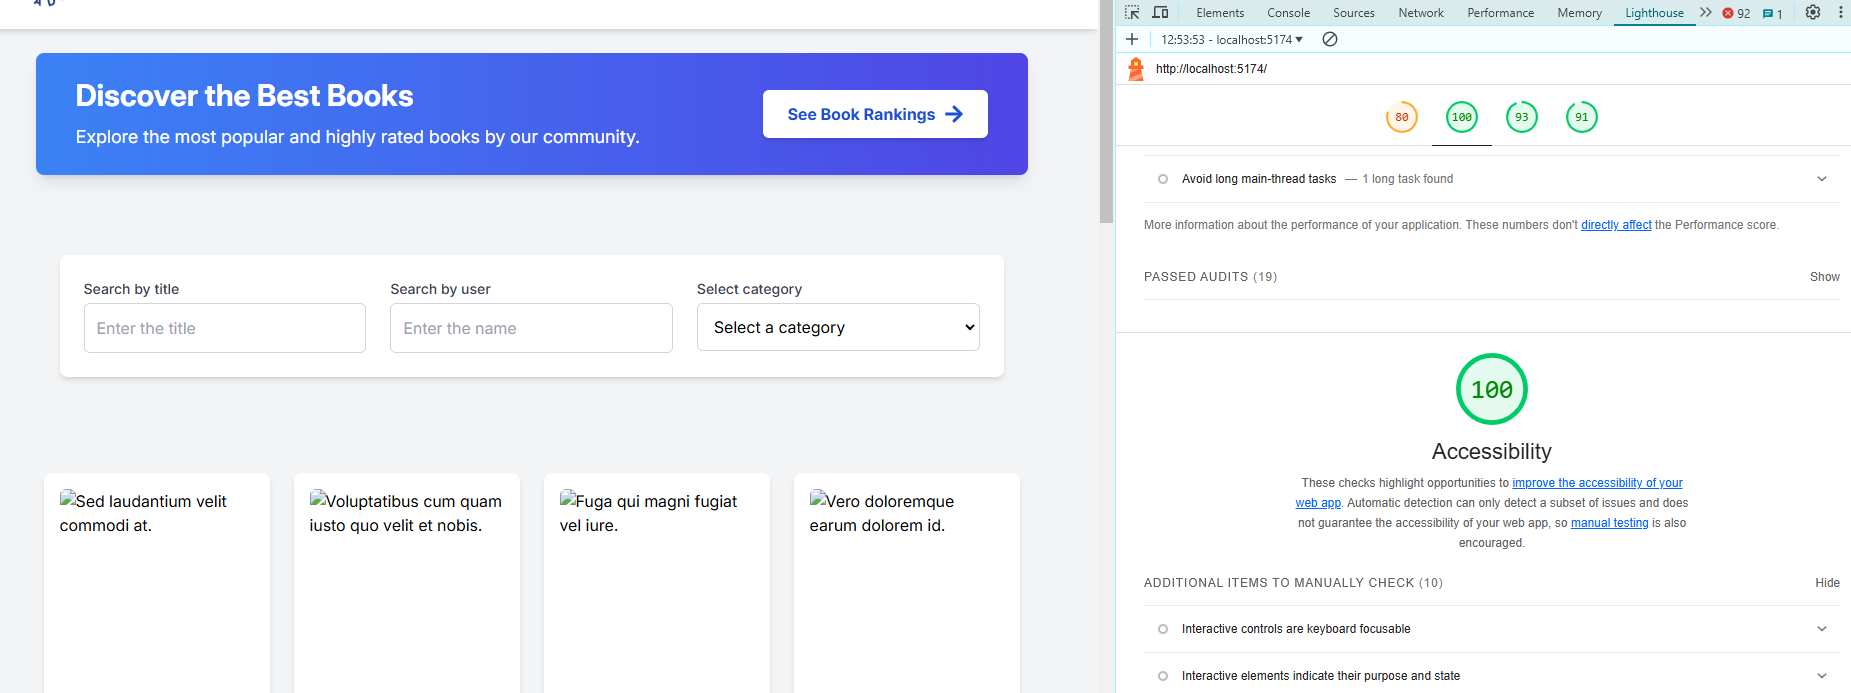 Discover the Best Books
Explore the most popular and highly rated books by our community.
See Book Rankings
Search by title
Enter the title
Search by user
Enter the name
Select category
Select a category
Sed laudantium velit
commodi at.
Voluptatibus cum quam
iusto quo velit et nobis.
Fuga qui magni fugiat
vel iure.
Vero doloremque
earum dolorem id.
Elements Console Sources Network Performance Memory Lighthouse 92 1
12:53:53 - localhost:5174
http://localhost:5174/
80 100 93 91
Avoid long main-thread tasks — 1 long task found
More information about the performance of your application. These numbers don't directly affect the Performance score.
PASSED AUDITS (19) Show
100
Accessibility
These checks highlight opportunities to improve the accessibility of your
web app. Automatic detection can only detect a subset of issues and does
not guarantee the accessibility of your web app, so manual testing is also
encouraged.
ADDITIONAL ITEMS TO MANUALLY CHECK (10) Hide
Interactive controls are keyboard focusable
Interactive elements indicate their purpose and state